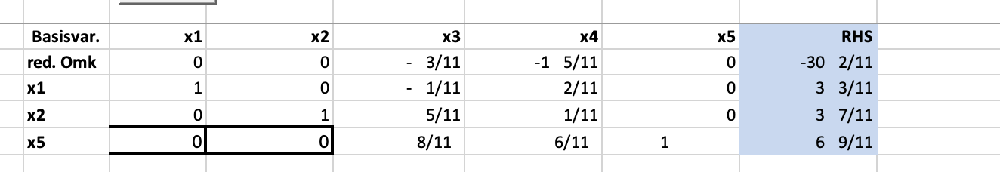 Basisvar. x1 x2 x3 x4 x5 RHS
red. Omk 0 0 - 3/11 -1 5/11 0 -30 2/11
x1 1 0 - 1/11 2/11 0 3 3/11
x2 0 1 5/11 1/11 0 3 7/11
x5 0 0 8/11 6/11 1 6 9/11